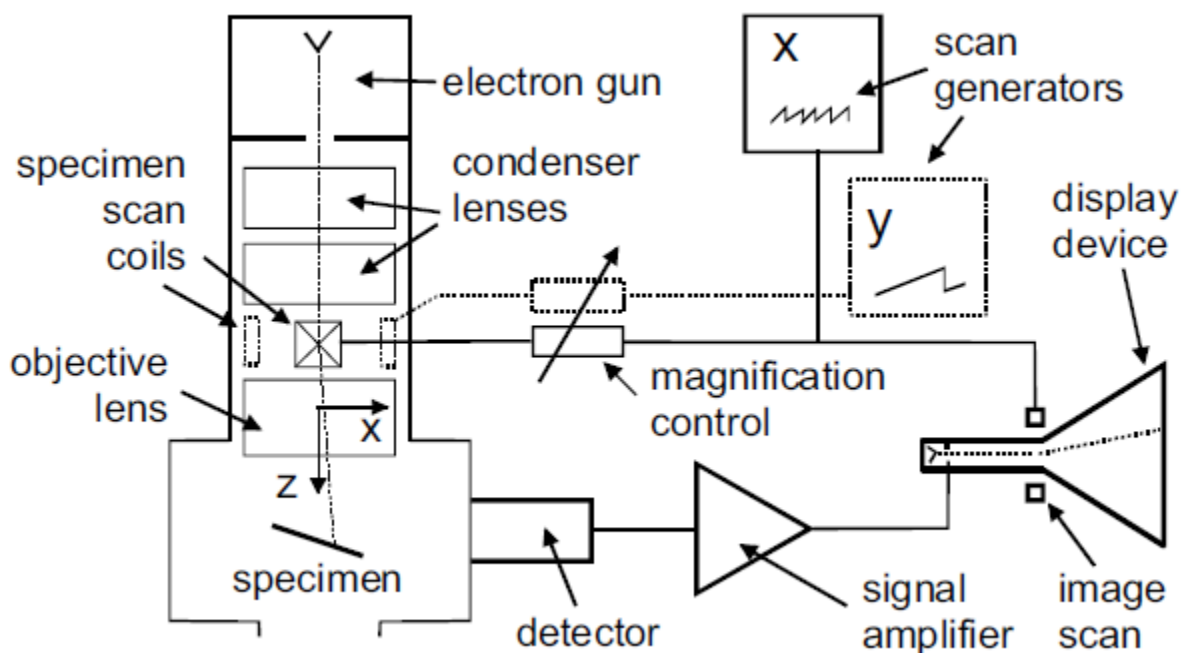 electron gun
specimen
scan
coils
condenser
lenses
objective
lens
x
z
specimen
detector
x
scan
generators
y
display
device
magnification
control
signal
amplifier
image
scan